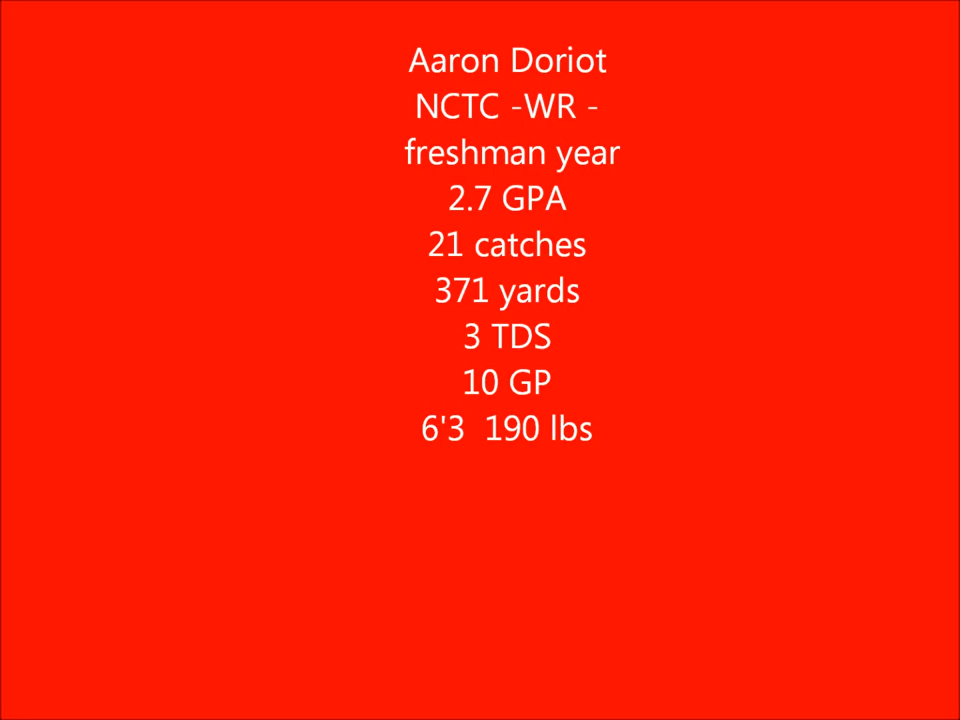 Aaron Doriot
NCTC -WR -
freshman year
2.7 GPA
21 catches
371 yards
3 TDS
10 GP
6'3  190 lbs